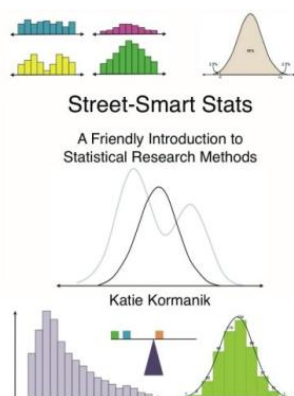 Street-Smart Stats
A Friendly Introduction to
Statistical Research Methods
Katie Kormanik